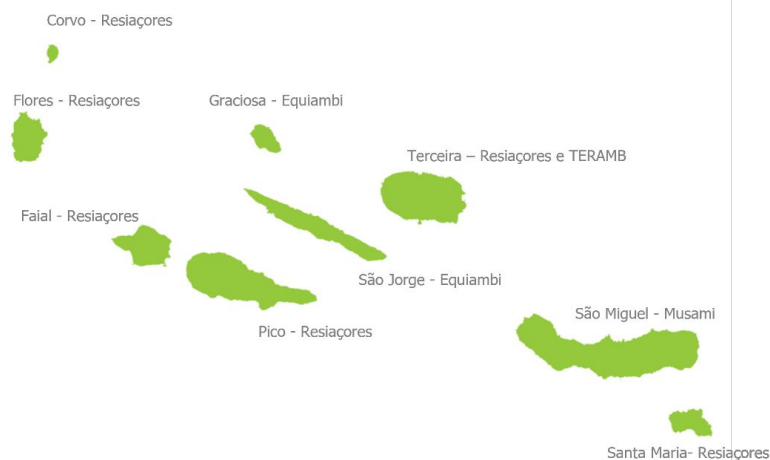 Corvo - Resiaçores
Flores - Resiaçores
Graciosa - Equiambi
Terceira – Resiaçores e TERAMB
Faial - Resiaçores
São Jorge - Equiambi
São Miguel - Musami
Pico - Resiaçores
Santa Maria- Resiaçores